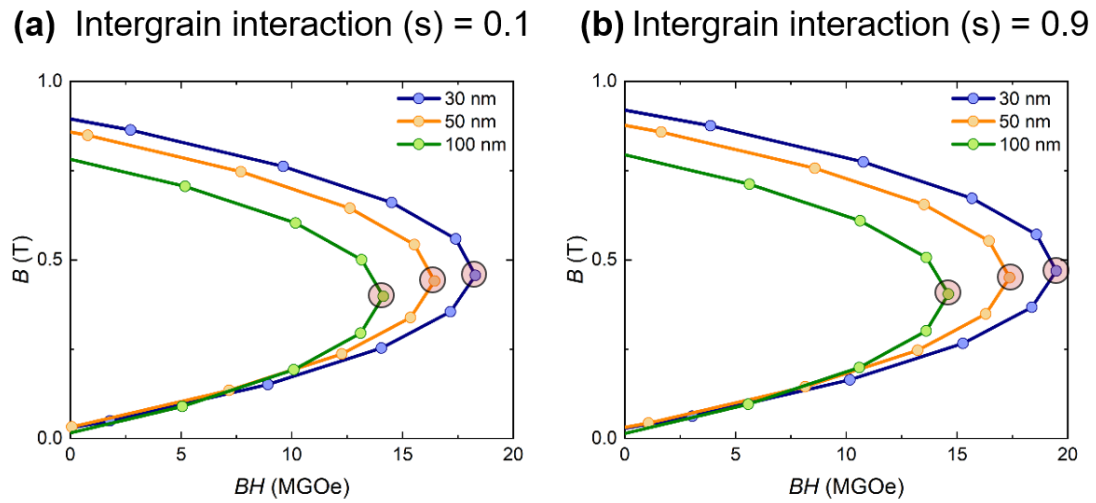 (a) Intergrain interaction (s) = 0.1
1.0
0.5
0.0
B (T)
0 5 10 15 20
BH (MGOe)
30 nm
50 nm
100 nm
(b) Intergrain interaction (s) = 0.9
1.0
0.5
0.0
B (T)
0 5 10 15 20
BH (MGOe)
30 nm
50 nm
100 nm